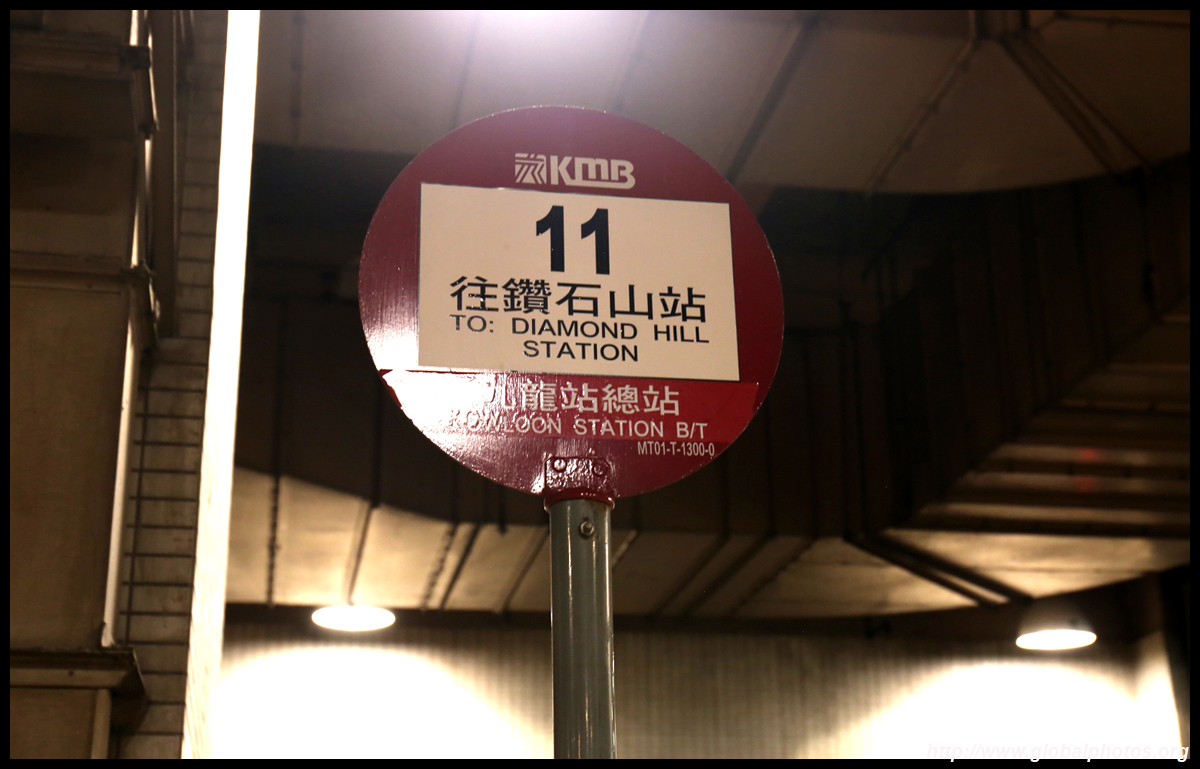 KMB
11
往鑽石山站
TO: DIAMOND HILL
STATION
九龍站總站
KOWLOON STATION B/T
MT01-T-1300-0
http://www.globalphotos.org